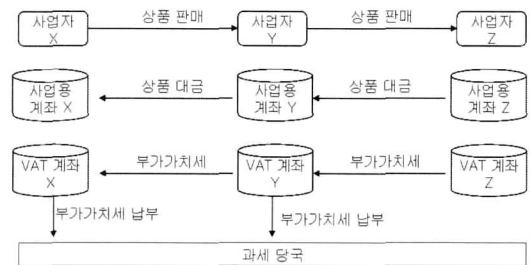 사업자
X
상품 판매
사업자
Y
상품 판매
사업자
Z
사업용
계좌 X
상품 대금
사업용
계좌 Y
상품 대금
사업용
계좌 Z
VAT 계좌
X
부가가치세
VAT 계좌
Y
부가가치세
VAT 계좌
Z
부가가치세 납부
부가가치세 납부
과세 당국